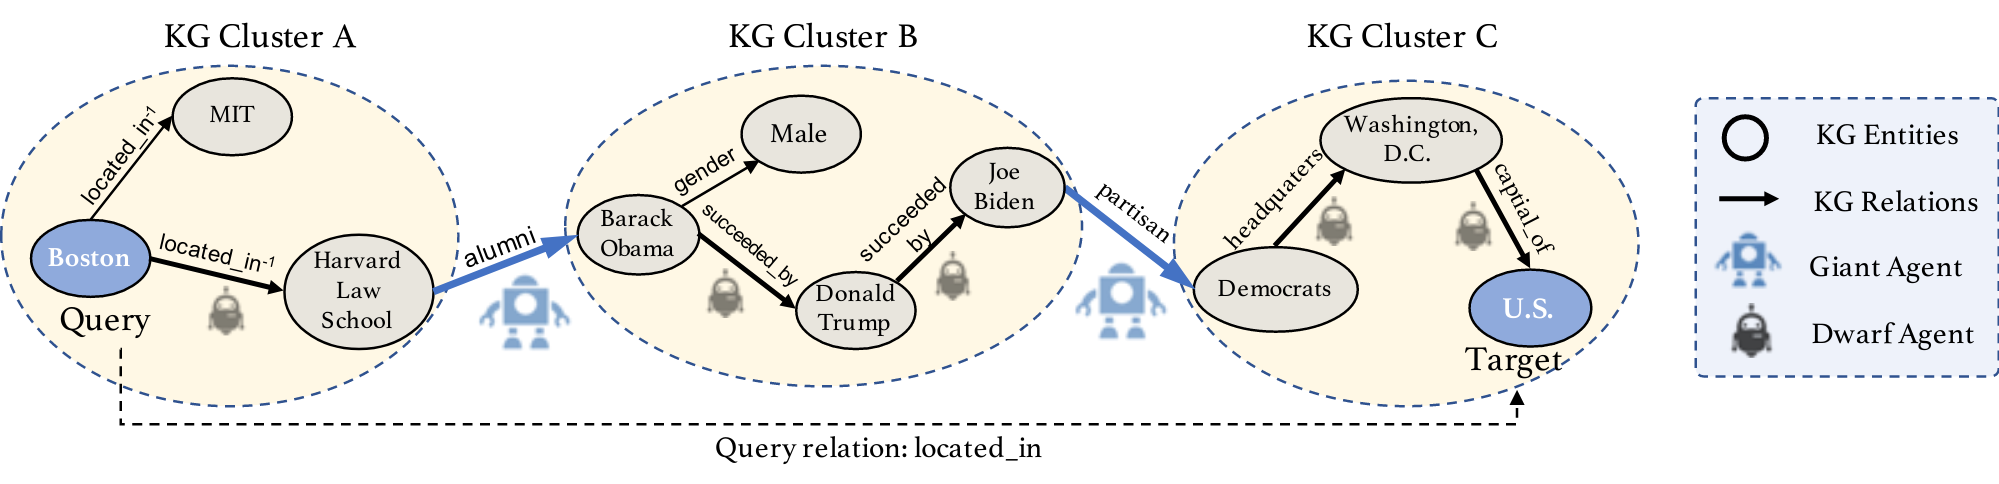 KG Cluster A
KG Cluster B
KG Cluster C
MIT
located_in⁻¹
Boston
located_in⁻¹
Harvard
Law
School
Query
alumni
Male
gender
Barack
Obama
succeeded_by
Donald
Trump
succeeded
by
Joe
Biden
partisan
Washington,
D.C.
headquaters
captial_of
Democrats
U.S.
Target
Query relation: located_in
KG Entities
KG Relations
Giant Agent
Dwarf Agent